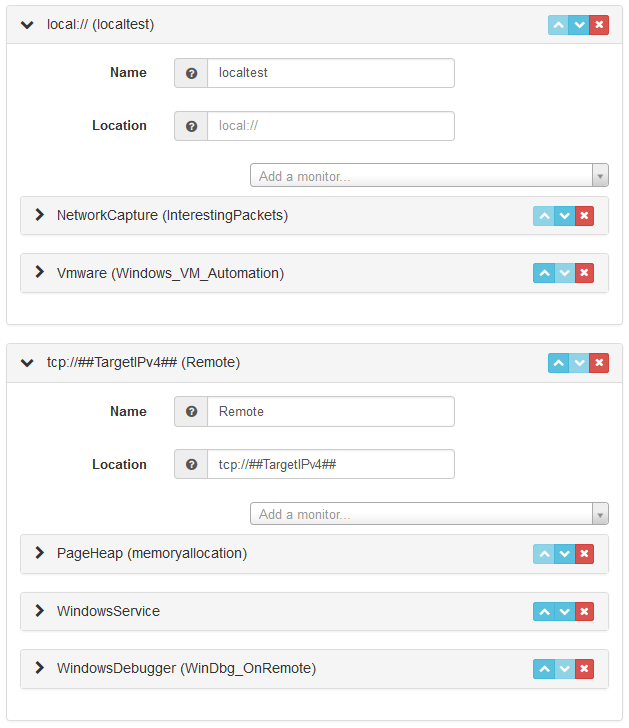 local:// (localtest)
Name
localtest
Location
local://
Add a monitor...
NetworkCapture (InterestingPackets)
Vmware (Windows_VM_Automation)
tcp://##TargetIPv4## (Remote)
Name
Remote
Location
tcp://##TargetIPv4##
Add a monitor...
PageHeap (memoryallocation)
WindowsService
WindowsDebugger (WinDbg_OnRemote)